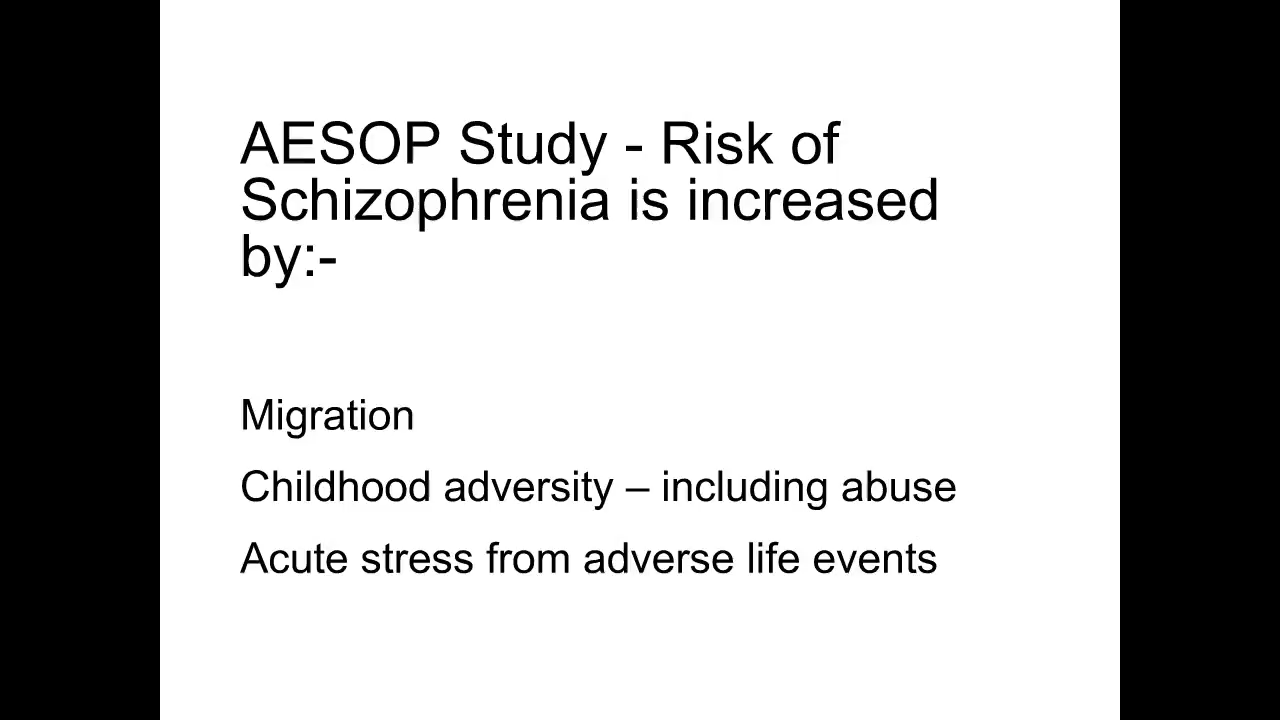 AESOP Study - Risk of
Schizophrenia is increased
by:-
Migration
Childhood adversity – including abuse
Acute stress from adverse life events